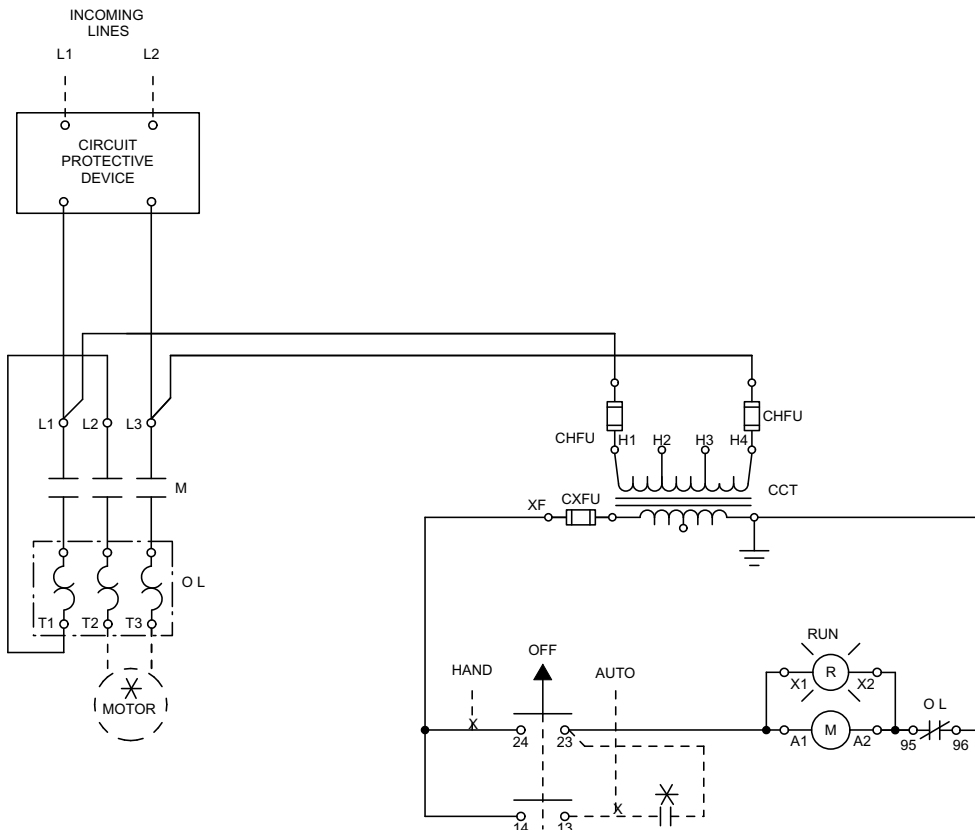 INCOMING
LINES
L1 L2
CIRCUIT
PROTECTIVE
DEVICE
L1 L2 L3
M
O L
T1 T2 T3
MOTOR
CHFU H1 H2 H3 H4 CHFU
CCT
XF CXFU
RUN
HAND OFF AUTO
R
X1 X2
O L
X 24 23 A1 M A2 95 96
X
14 13